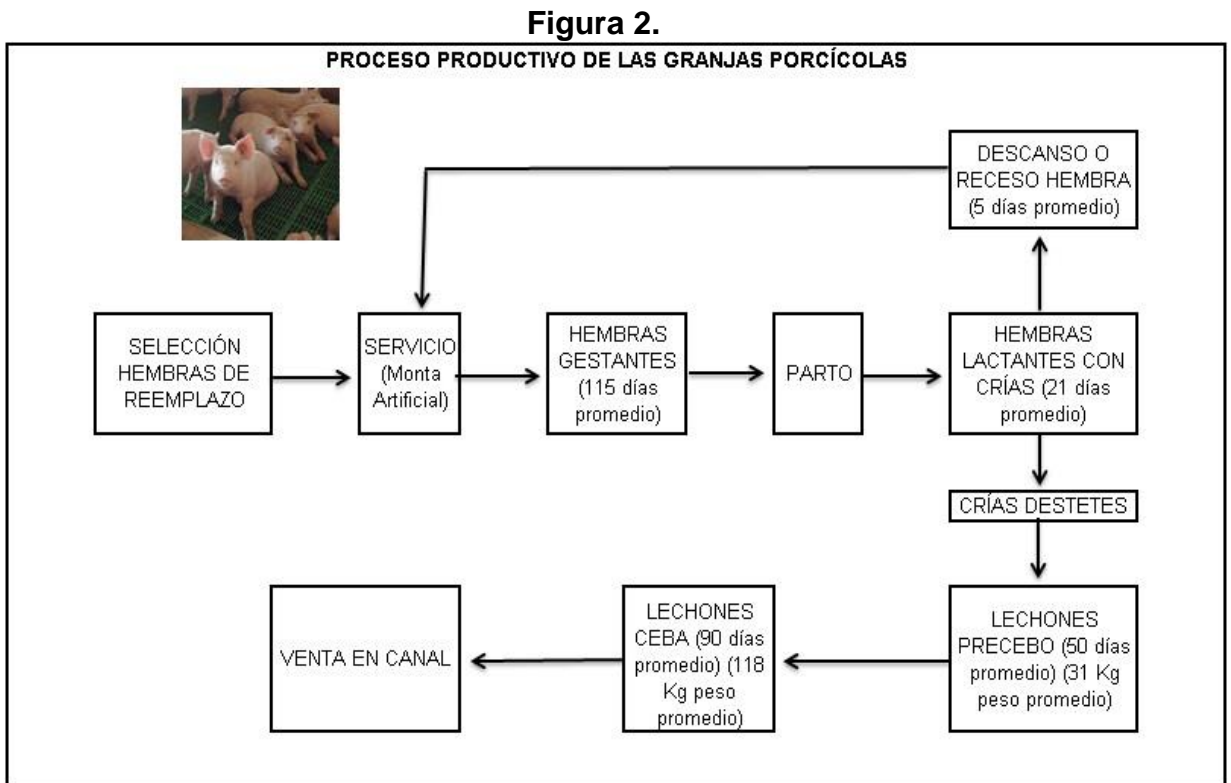 Figura 2.
PROCESO PRODUCTIVO DE LAS GRANJAS PORCÍCOLAS
DESCANSO O
RECESO HEMBRA
(5 días promedio)
SELECCIÓN
HEMBRAS DE
REEMPLAZO
SERVICIO
(Monta
Artificial)
HEMBRAS
GESTANTES
(115 días
promedio)
PARTO
HEMBRAS
LACTANTES CON
CRÍAS (21 días
promedio)
CRÍAS DESTETES
LECHONES
PRECEBO (50 días
promedio) (31 Kg
peso promedio)
LECHONES
CEBA (90 días
promedio) (118
Kg peso
promedio)
VENTA EN CANAL